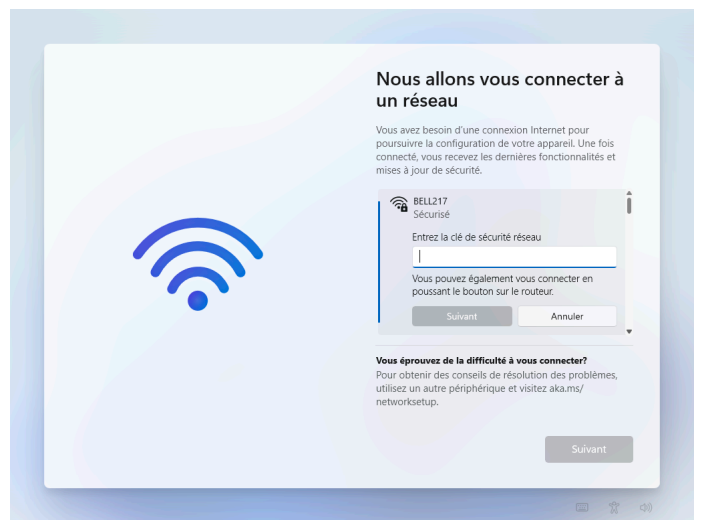 Nous allons vous connecter à
un réseau
Vous avez besoin d'une connexion Internet pour
poursuivre la configuration de votre appareil. Une fois
connecté, vous recevez les dernières fonctionnalités et
mises à jour de sécurité.
BELL217
Sécurisé
Entrez la clé de sécurité réseau
Vous pouvez également vous connecter en
poussant le bouton sur le routeur.
Suivant
Annuler
Vous éprouvez de la difficulté à vous connecter?
Pour obtenir des conseils de résolution des problèmes,
utilisez un autre périphérique et visitez aka.ms/
networksetup.
Suivant